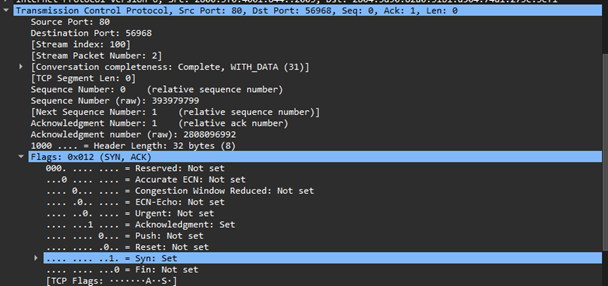 Transmission Control Protocol, Src Port: 80, Dst Port: 56968, Seq: 0, Ack: 1, Len: 0
Source Port: 80
Destination Port: 56968
[Stream index: 100]
[Stream Packet Number: 2]
[Conversation completeness: Complete, WITH_DATA (31)]
[TCP Segment Len: 0]
Sequence Number: 0    (relative sequence number)
Sequence Number (raw): 393979799
[Next Sequence Number: 1    (relative sequence number)]
Acknowledgment Number: 1    (relative ack number)
Acknowledgment number (raw): 2808096992
1000 .... = Header Length: 32 bytes (8)
Flags: 0x012 (SYN, ACK)
000. .... .... = Reserved: Not set
...0 .... .... = Accurate ECN: Not set
.... 0... .... = Congestion Window Reduced: Not set
.... .0.. .... = ECN-Echo: Not set
.... ..0. .... = Urgent: Not set
.... ...1 .... = Acknowledgment: Set
.... .... 0... = Push: Not set
.... .... .0.. = Reset: Not set
.... .... ..1. = Syn: Set
.... .... ...0 = Fin: Not set
[TCP Flags: ·······A··S·]